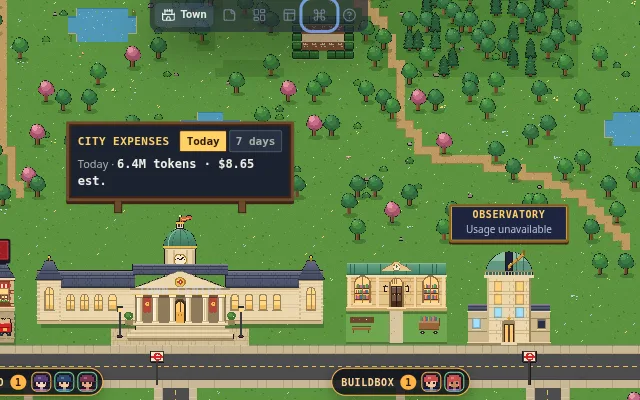 Town
?
CITY EXPENSES Today 7 days
Today · 6.4M tokens · $8.65
est.
OBSERVATORY
Usage unavailable
1
BUILDBOX 1